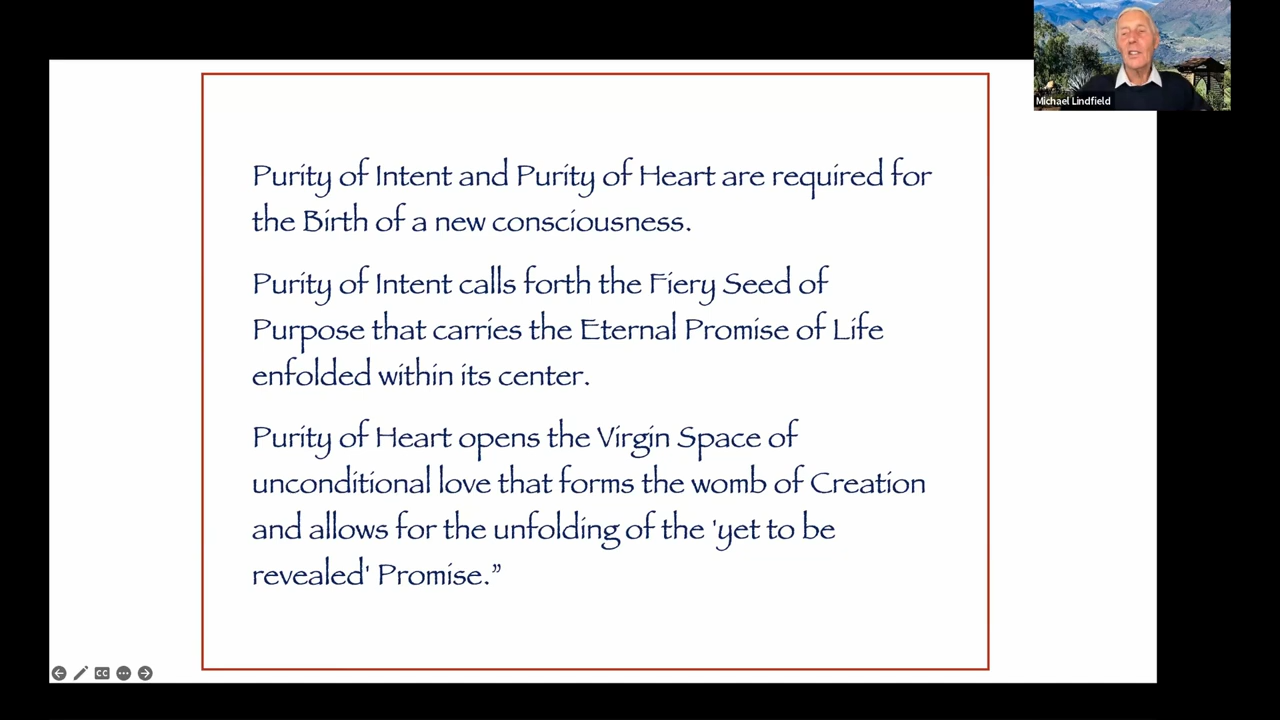 Michael Lindfield
Purity of Intent and Purity of Heart are required for
the Birth of a new consciousness.
Purity of Intent calls forth the Fiery Seed of
Purpose that carries the Eternal Promise of Life
enfolded within its center.
Purity of Heart opens the Virgin Space of
unconditional love that forms the womb of Creation
and allows for the unfolding of the 'yet to be
revealed' Promise.”
CC